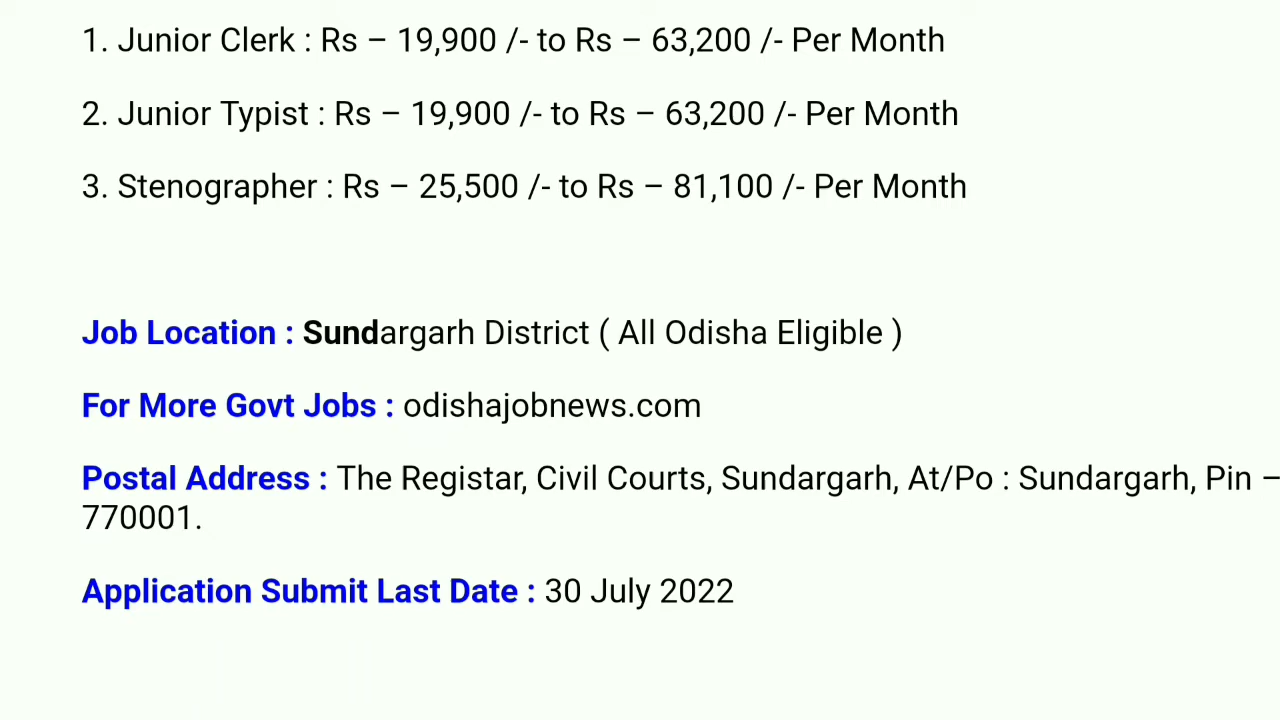 1. Junior Clerk : Rs – 19,900 /- to Rs – 63,200 /- Per Month
2. Junior Typist : Rs – 19,900 /- to Rs – 63,200 /- Per Month
3. Stenographer : Rs – 25,500 /- to Rs – 81,100 /- Per Month
Job Location : Sundargarh District ( All Odisha Eligible )
For More Govt Jobs : odishajobnews.com
Postal Address : The Registar, Civil Courts, Sundargarh, At/Po : Sundargarh, Pin –
770001.
Application Submit Last Date : 30 July 2022